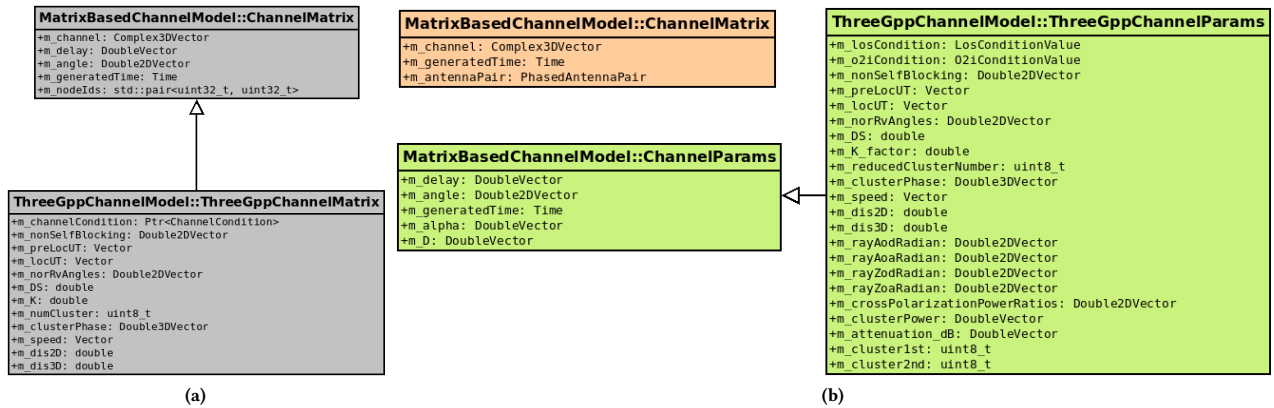 MatrixBasedChannelModel::ChannelMatrix
+m_channel: Complex3DVector
+m_delay: DoubleVector
+m_angle: Double2DVector
+m_generatedTime: Time
+m_nodeIds: std::pair<uint32_t, uint32_t>
ThreeGppChannelModel::ThreeGppChannelMatrix
+m_channelCondition: Ptr<ChannelCondition>
+m_nonSelfBlocking: Double2DVector
+m_preLocUT: Vector
+m_locUT: Vector
+m_norRvAngles: Double2DVector
+m_DS: double
+m_K: double
+m_numCluster: uint8_t
+m_clusterPhase: Double3DVector
+m_speed: Vector
+m_dis2D: double
+m_dis3D: double
(a)
MatrixBasedChannelModel::ChannelMatrix
+m_channel: Complex3DVector
+m_generatedTime: Time
+m_antennaPair: PhasedAntennaPair
MatrixBasedChannelModel::ChannelParams
+m_delay: DoubleVector
+m_angle: Double2DVector
+m_generatedTime: Time
+m_alpha: DoubleVector
+m_D: DoubleVector
ThreeGppChannelModel::ThreeGppChannelParams
+m_losCondition: LosConditionValue
+m_o2iCondition: O2iConditionValue
+m_nonSelfBlocking: Double2DVector
+m_preLocUT: Vector
+m_locUT: Vector
+m_norRvAngles: Double2DVector
+m_DS: double
+m_K_factor: double
+m_reducedClusterNumber: uint8_t
+m_clusterPhase: Double3DVector
+m_speed: Vector
+m_dis2D: double
+m_dis3D: double
+m_rayAodRadian: Double2DVector
+m_rayAoaRadian: Double2DVector
+m_rayZodRadian: Double2DVector
+m_rayZoaRadian: Double2DVector
+m_crossPolarizationPowerRatios: Double2DVector
+m_clusterPower: DoubleVector
+m_attenuation_dB: DoubleVector
+m_cluster1st: uint8_t
+m_cluster2nd: uint8_t
(b)